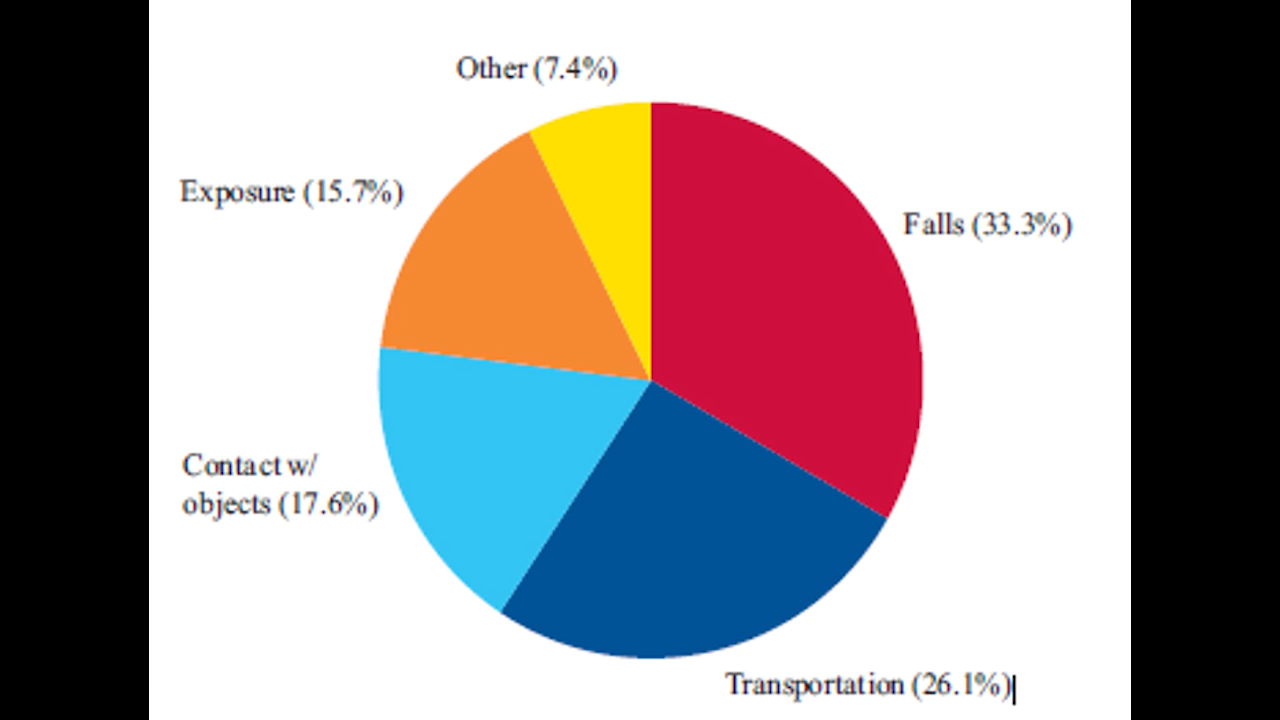 Other (7.4%)
Exposure (15.7%)
Falls (33.3%)
Contact w/
objects (17.6%)
Transportation (26.1%)